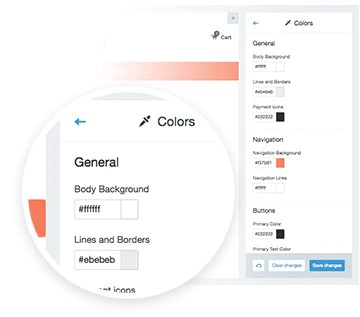 Cart
Colors
General
Body Background
#ffffff
Lines and Borders
#ebebeb
Payment Icons
#222222
Navigation
Navigation Background
#f37b61
Navigation Links
#ffffff
Buttons
Primary Color
#222222
Primary Text Color
Clear changes
Save changes
Colors
General
Body Background
#ffffff
Lines and Borders
#ebebeb
nt icons